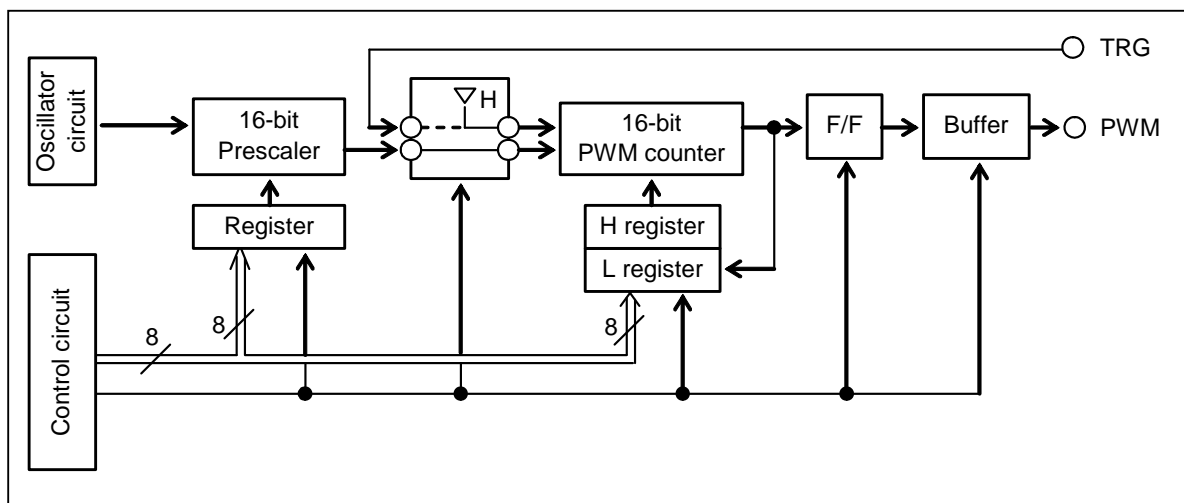 TRG
Oscillator
circuit
16-bit
Prescaler
H
16-bit
PWM counter
F/F
Buffer
PWM
Register
H register
L register
Control circuit
8
8
8